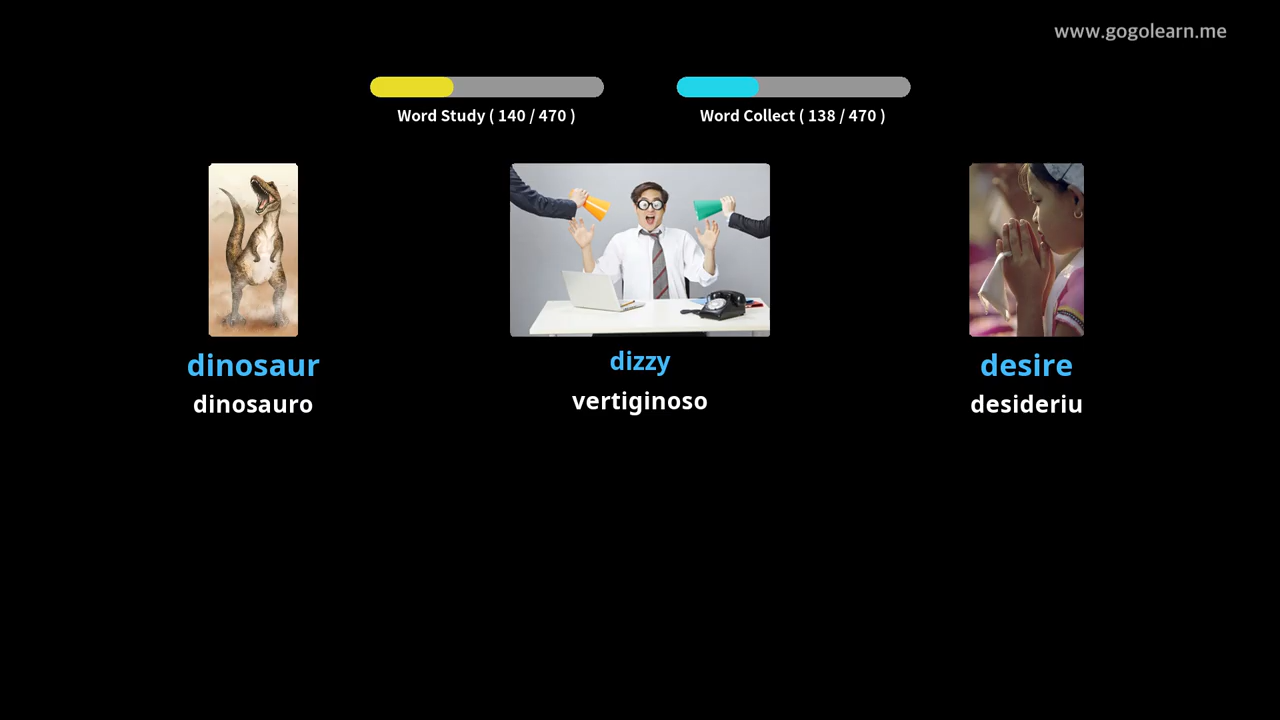 www.gogolearn.me
Word Study ( 140 / 470 )
Word Collect ( 138 / 470 )
dinosaur
dinosauro
dizzy
vertiginoso
desire
desideriu